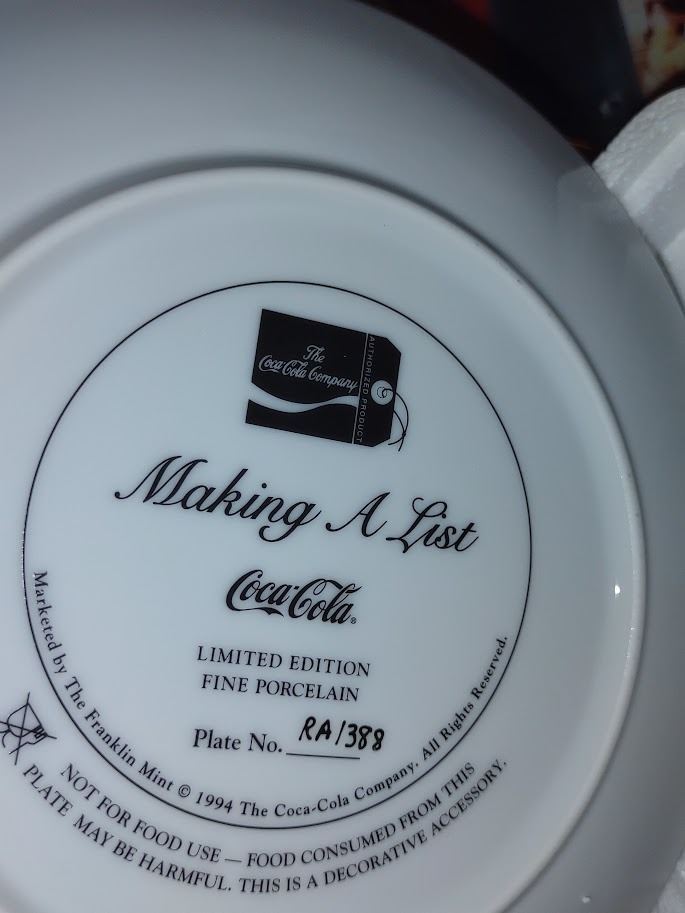 The
Coca-Cola Company
AUTHORIZED PRODUCT
Making A List
Coca-Cola®
LIMITED EDITION
FINE PORCELAIN
Plate No. RA1388
Marketed by The Franklin Mint © 1994 The Coca-Cola Company. All Rights Reserved.
NOT FOR FOOD USE — FOOD CONSUMED FROM THIS
PLATE MAY BE HARMFUL. THIS IS A DECORATIVE ACCESSORY.